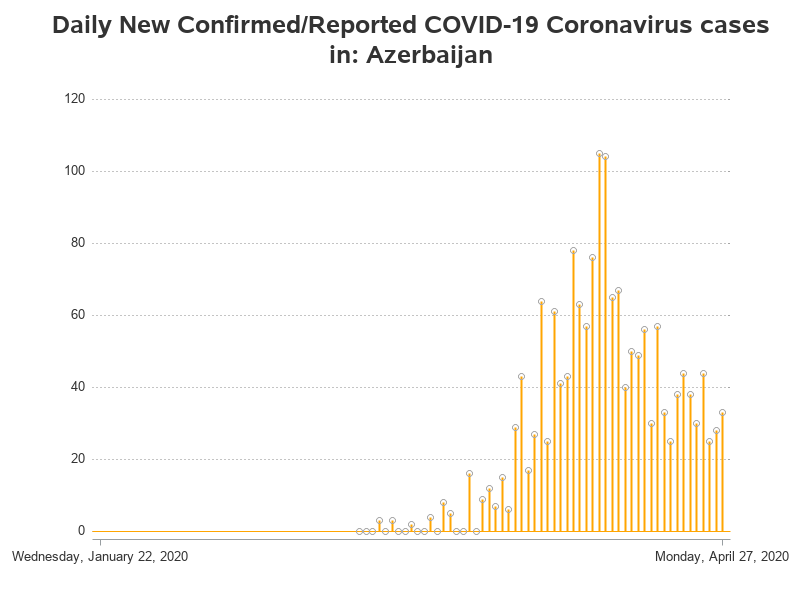 Daily New Confirmed/Reported COVID-19 Coronavirus cases
in: Azerbaijan
120
100
80
60
40
20
0
Wednesday, January 22, 2020
Monday, April 27, 2020